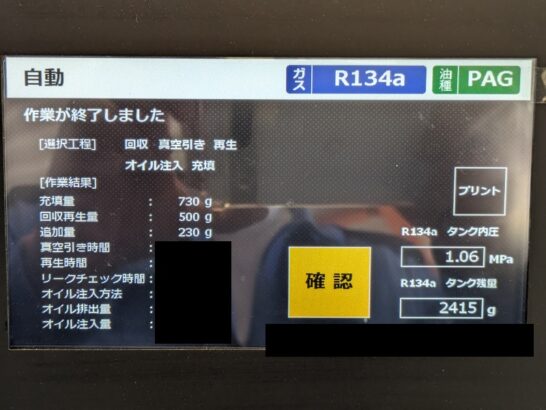 自動 ガス R134a 油種 PAG
作業が終了しました
[選択工程] 回収 真空引き 再生
オイル注入 充填
[作業結果]
充填量 : 730 g
回収再生量 : 500 g
追加量 : 230 g
真空引き時間 :
再生時間 :
リークチェック時間 :
オイル注入方法 :
オイル排出量 :
オイル注入量 :
確認
プリント
R134a タンク内圧
1.06 MPa
R134a タンク残量
2415 g